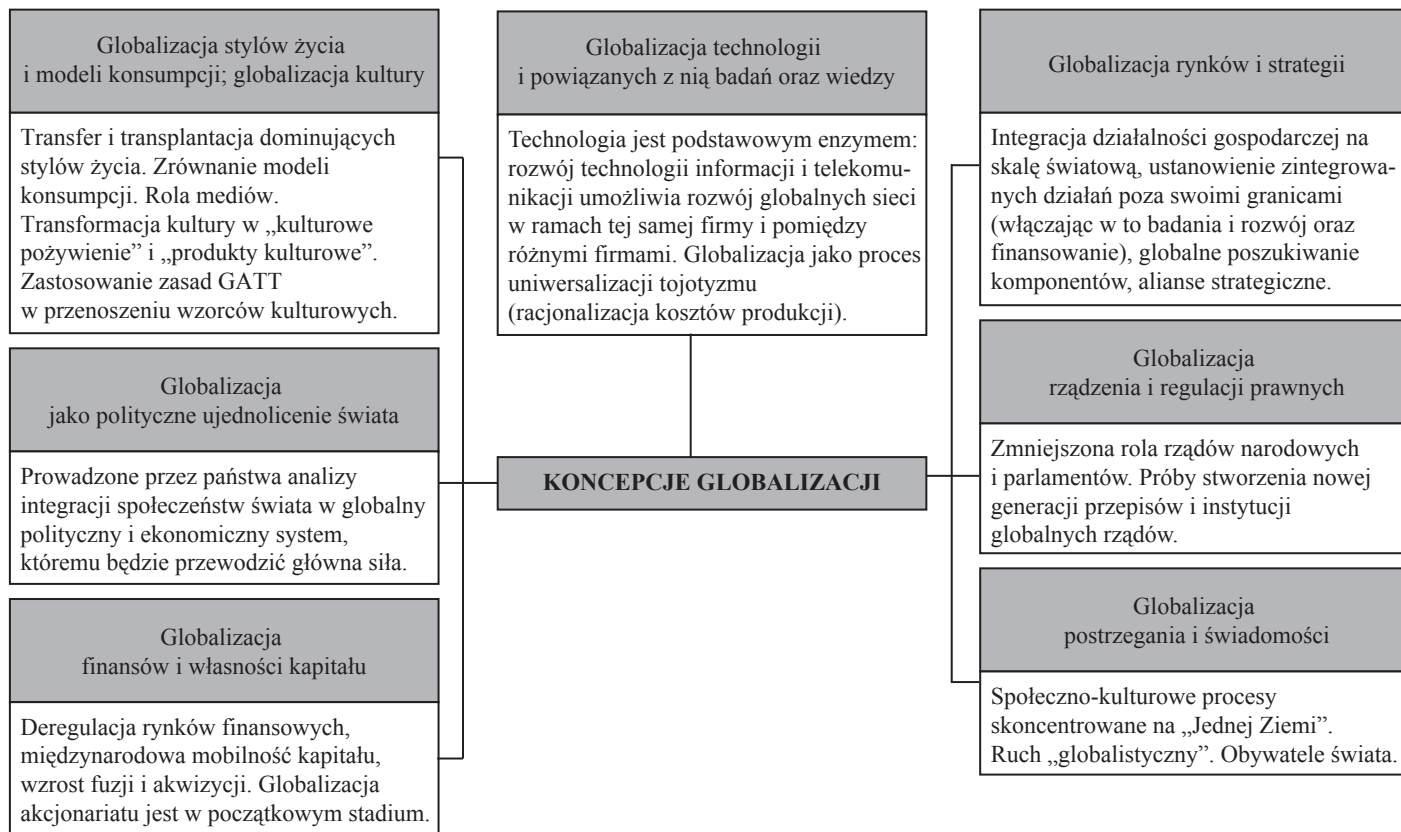 Globalizacja stylów życia
i modeli konsumpcji; globalizacja kultury
Transfer i transplantacja dominujących
stylów życia. Zrównanie modeli
konsumpcji. Rola mediów.
Transformacja kultury w „kulturowe
pożywienie” i „produkty kulturowe”.
Zastosowanie zasad GATT
w przenoszeniu wzorców kulturowych.
Globalizacja
jako polityczne ujednolicenie świata
Prowadzone przez państwa analizy
integracji społeczeństw świata w globalny
polityczny i ekonomiczny system,
któremu będzie przewodzić główna siła.
Globalizacja
finansów i własności kapitału
Deregulacja rynków finansowych,
międzynarodowa mobilność kapitału,
wzrost fuzji i akwizycji. Globalizacja
akcjonariatu jest w początkowym stadium.
Globalizacja technologii
i powiązanych z nią badań oraz wiedzy
Technologia jest podstawowym enzymem:
rozwój technologii informacji i telekomu-
nikacji umożliwia rozwój globalnych sieci
w ramach tej samej firmy i pomiędzy
różnymi firmami. Globalizacja jako proces
uniwersalizacji tojotyzmu
(racjonalizacja kosztów produkcji).
KONCEPCJE GLOBALIZACJI
Globalizacja rynków i strategii
Integracja działalności gospodarczej na
skalę światową, ustanowienie zintegrowa-
nych działań poza swoimi granicami
(włączając w to badania i rozwój oraz
finansowanie), globalne poszukiwanie
komponentów, alianse strategiczne.
Globalizacja
rządzenia i regulacji prawnych
Zmniejszona rola rządów narodowych
i parlamentów. Próby stworzenia nowej
generacji przepisów i instytucji
globalnych rządów.
Globalizacja
postrzegania i świadomości
Społeczno-kulturowe procesy
skoncentrowane na „Jednej Ziemi”.
Ruch „globalistyczny”. Obywatele świata.